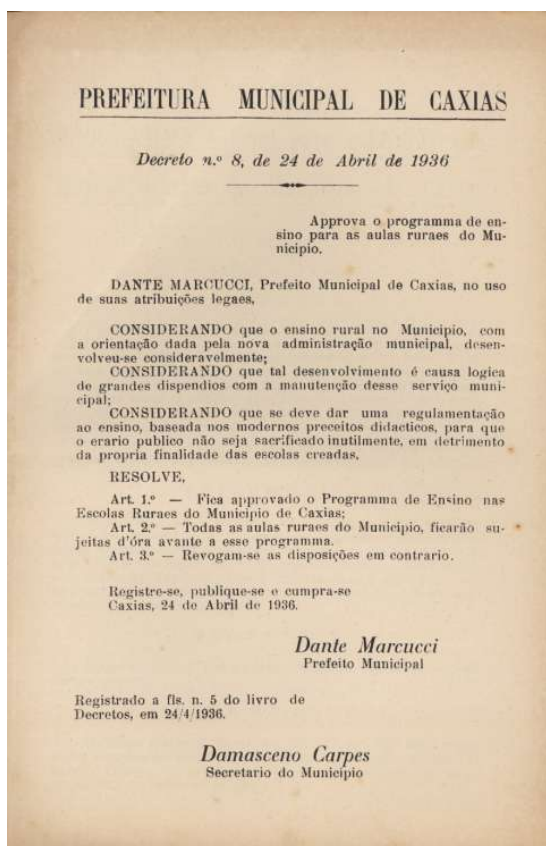 PREFEITURA MUNICIPAL DE CAXIAS
Decreto n.º 8, de 24 de Abril de 1936
Approva o programma de en-
sino para as aulas ruraes do Mu-
nicipio.
DANTE MARCUCCI, Prefeito Municipal de Caxias, no uso
de suas atribuições legaes,
CONSIDERANDO que o ensino rural no Municipio, com
a orientação dada pela nova administração municipal, desen-
volveu-se consideravelmente;
CONSIDERANDO que tal desenvolvimento é causa logica
de grandes dispendios com a manutenção desse serviço muni-
cipal;
CONSIDERANDO que se deve dar uma regulamentação
ao ensino, baseada nos modernos preceitos didacticos, para que
o erario publico não seja sacrificado inutilmente, em detrimento
da propria finalidade das escolas creadas,
RESOLVE,
Art. 1.º — Fica approvado o Programma de Ensino nas
Escolas Ruraes do Municipio de Caxias;
Art. 2.º — Todas as aulas ruraes do Municipio, ficarão su-
jeitas d'óra avante a esse programma.
Art. 3.º — Revogam-se as disposições em contrario.
Registre-se, publique-se e cumpra-se
Caxias, 24 de Abril de 1936.
Dante Marcucci
Prefeito Municipal
Registrado a fls. n. 5 do livro de
Decretos, em 24/4/1936.
Damasceno Carpes
Secretario do Municipio